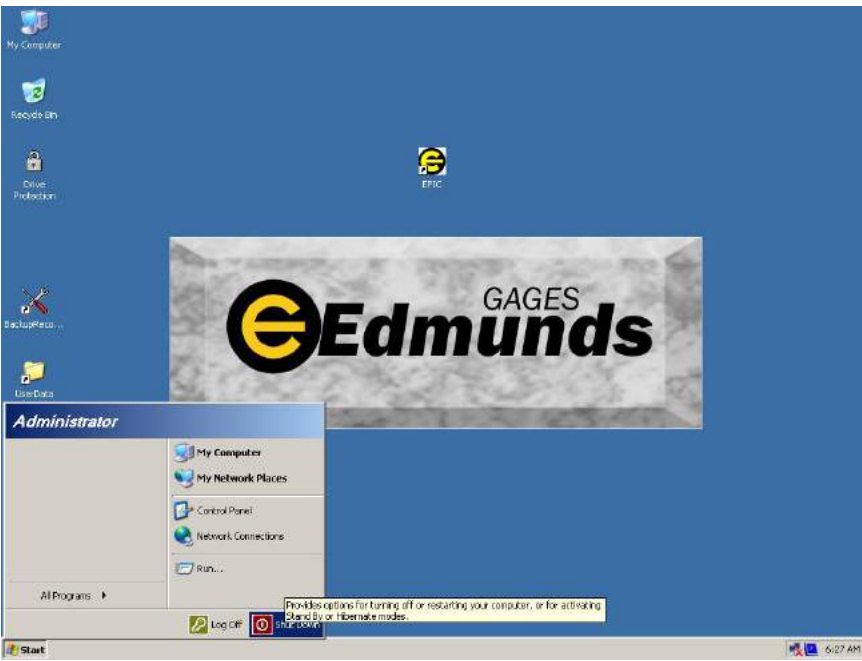 My Computer
Recycle Bin
Drive
Protection
EPIC
BackupReco...
UserData
GAGES
Edmunds
Administrator
My Computer
My Network Places
Control Panel
Network Connections
Run...
All Programs
Provides options for turning off or restarting your computer, or for activating
Stand By or Hibernate modes.
Log Off
Shut Down
Start
6:27 AM